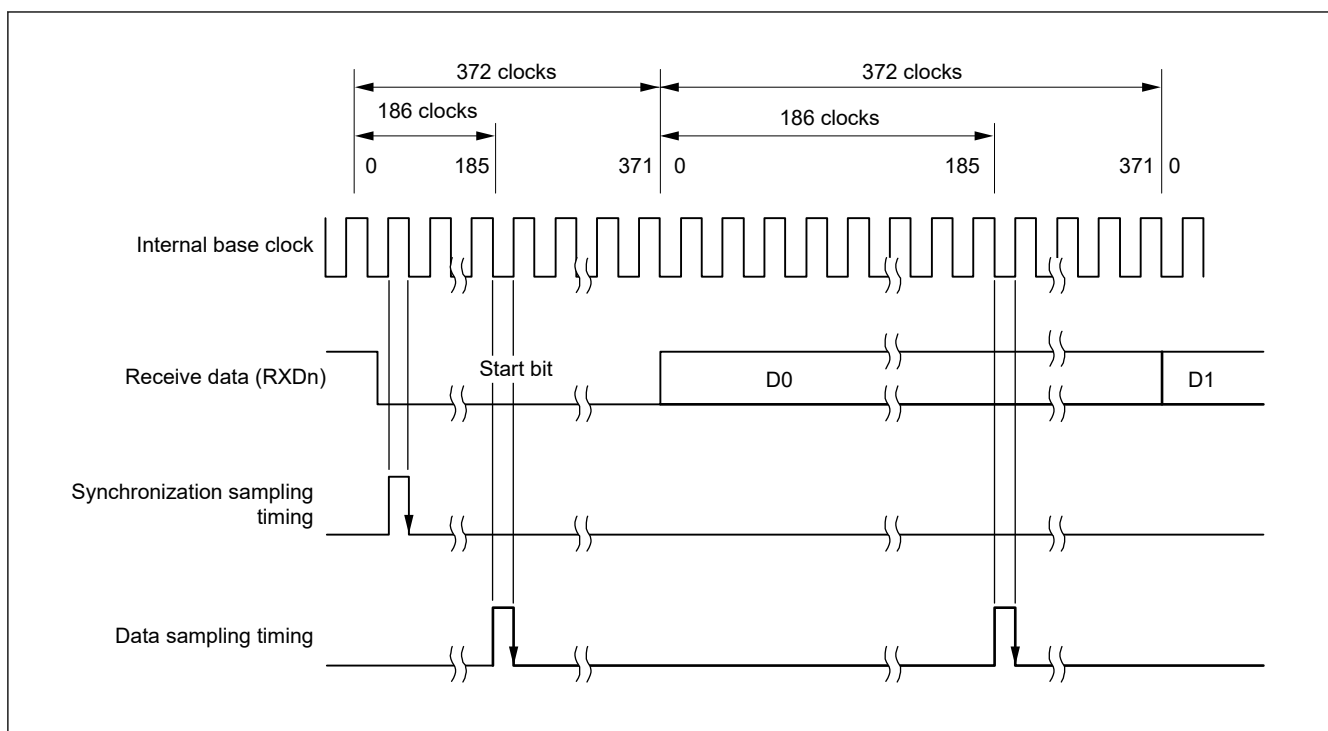 372 clocks
372 clocks
186 clocks
186 clocks
0
185
371
0
185
371
0
Internal base clock
Receive data (RXDn)
Start bit
D0
D1
Synchronization sampling
timing
Data sampling timing